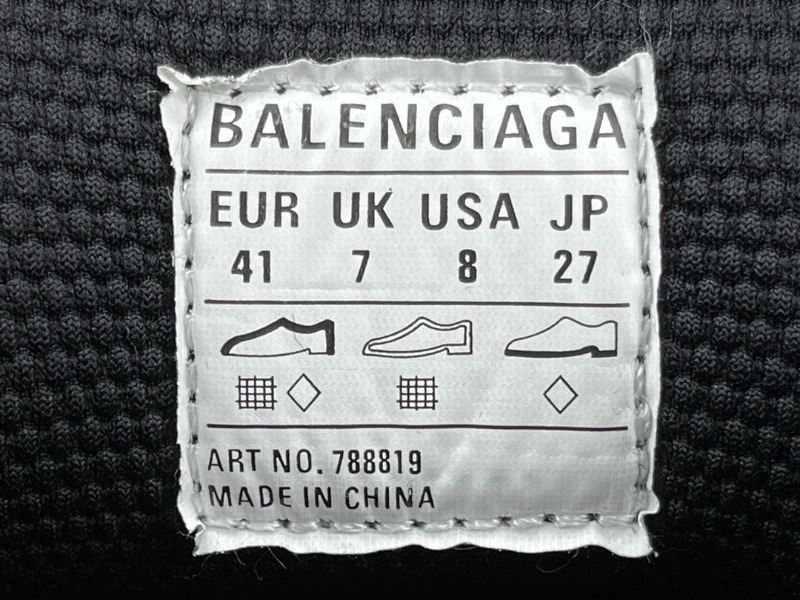 BALENCIAGA
EUR UK USA JP
41 7 8 27
ART NO. 788819
MADE IN CHINA